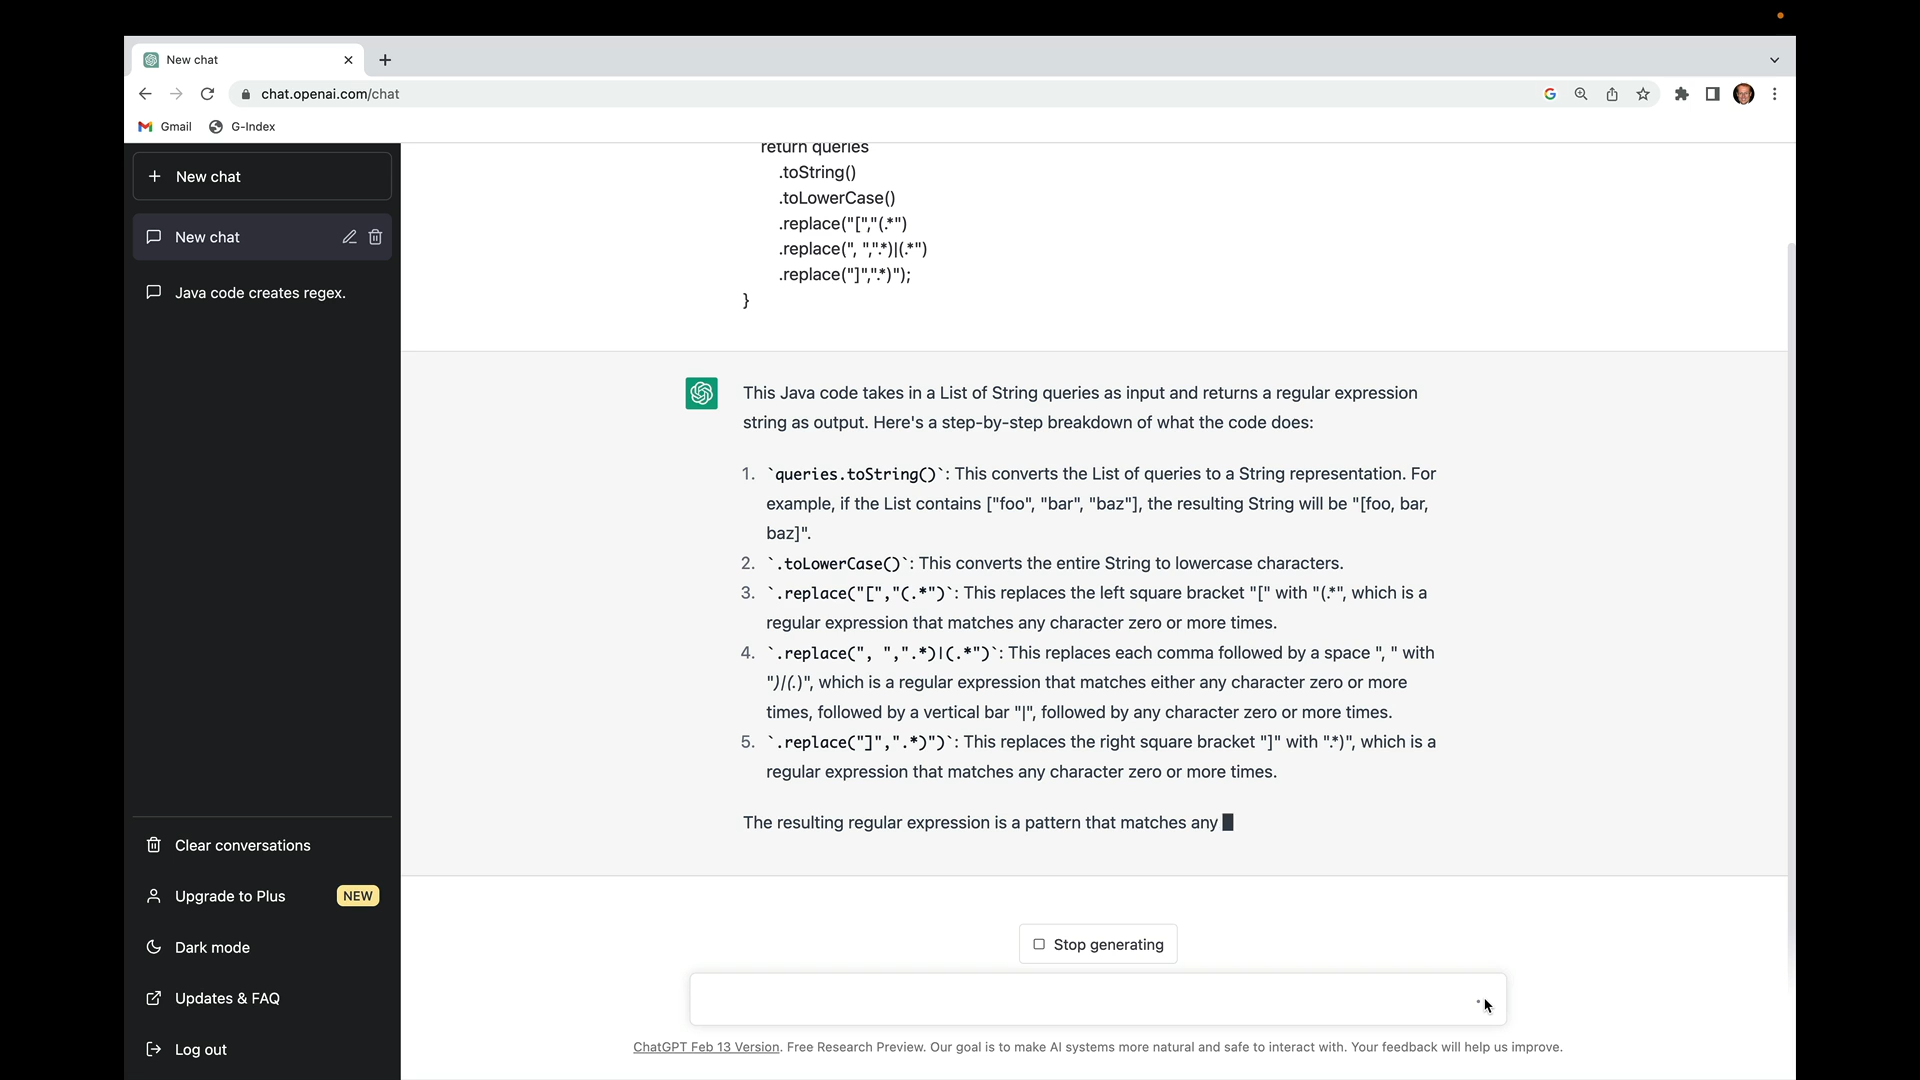 New chat
chat.openai.com/chat
Gmail
G-Index
New chat
New chat
Java code creates regex.
Clear conversations
Upgrade to Plus NEW
Dark mode
Updates & FAQ
Log out
return queries
.toString()
.toLowerCase()
.replace("[","(.*")
.replace(", ",".*)|(.*")
.replace("]",".*)");
}
This Java code takes in a List of String queries as input and returns a regular expression
string as output. Here's a step-by-step breakdown of what the code does:
1. `queries.toString()`: This converts the List of queries to a String representation. For
example, if the List contains ["foo", "bar", "baz"], the resulting String will be "[foo, bar,
baz]".
2. `.toLowerCase()`: This converts the entire String to lowercase characters.
3. `.replace("[","(.*")`: This replaces the left square bracket "[" with "(.*", which is a
regular expression that matches any character zero or more times.
4. `.replace(", ",".*)|(.*")`: This replaces each comma followed by a space ", " with
")|(.)", which is a regular expression that matches either any character zero or more
times, followed by a vertical bar "|", followed by any character zero or more times.
5. `.replace("]",".*)")`: This replaces the right square bracket "]" with ".*)", which is a
regular expression that matches any character zero or more times.
The resulting regular expression is a pattern that matches any
Stop generating
ChatGPT Feb 13 Version. Free Research Preview. Our goal is to make AI systems more natural and safe to interact with. Your feedback will help us improve.